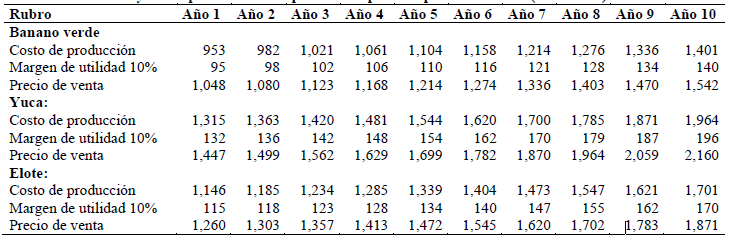 Rubro Año 1 Año 2 Año 3 Año 4 Año 5 Año 6 Año 7 Año 8 Año 9 Año 10
Banano verde
Costo de producción 953 982 1,021 1,061 1,104 1,158 1,214 1,276 1,336 1,401
Margen de utilidad 10% 95 98 102 106 110 116 121 128 134 140
Precio de venta 1,048 1,080 1,123 1,168 1,214 1,274 1,336 1,403 1,470 1,542
Yuca:
Costo de producción 1,315 1,363 1,420 1,481 1,544 1,620 1,700 1,785 1,871 1,964
Margen de utilidad 10% 132 136 142 148 154 162 170 179 187 196
Precio de venta 1,447 1,499 1,562 1,629 1,699 1,782 1,870 1,964 2,059 2,160
Elote:
Costo de producción 1,146 1,185 1,234 1,285 1,339 1,404 1,473 1,547 1,621 1,701
Margen de utilidad 10% 115 118 123 128 134 140 147 155 162 170
Precio de venta 1,260 1,303 1,357 1,413 1,472 1,545 1,620 1,702 1,783 1,871